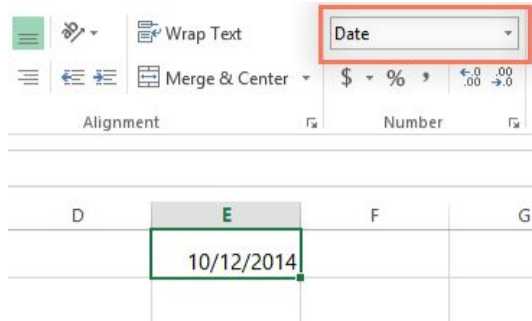 Wrap Text
Date
Merge & Center
$ % , .0 .00 .00 .0
Alignment
Number
D E F G
10/12/2014